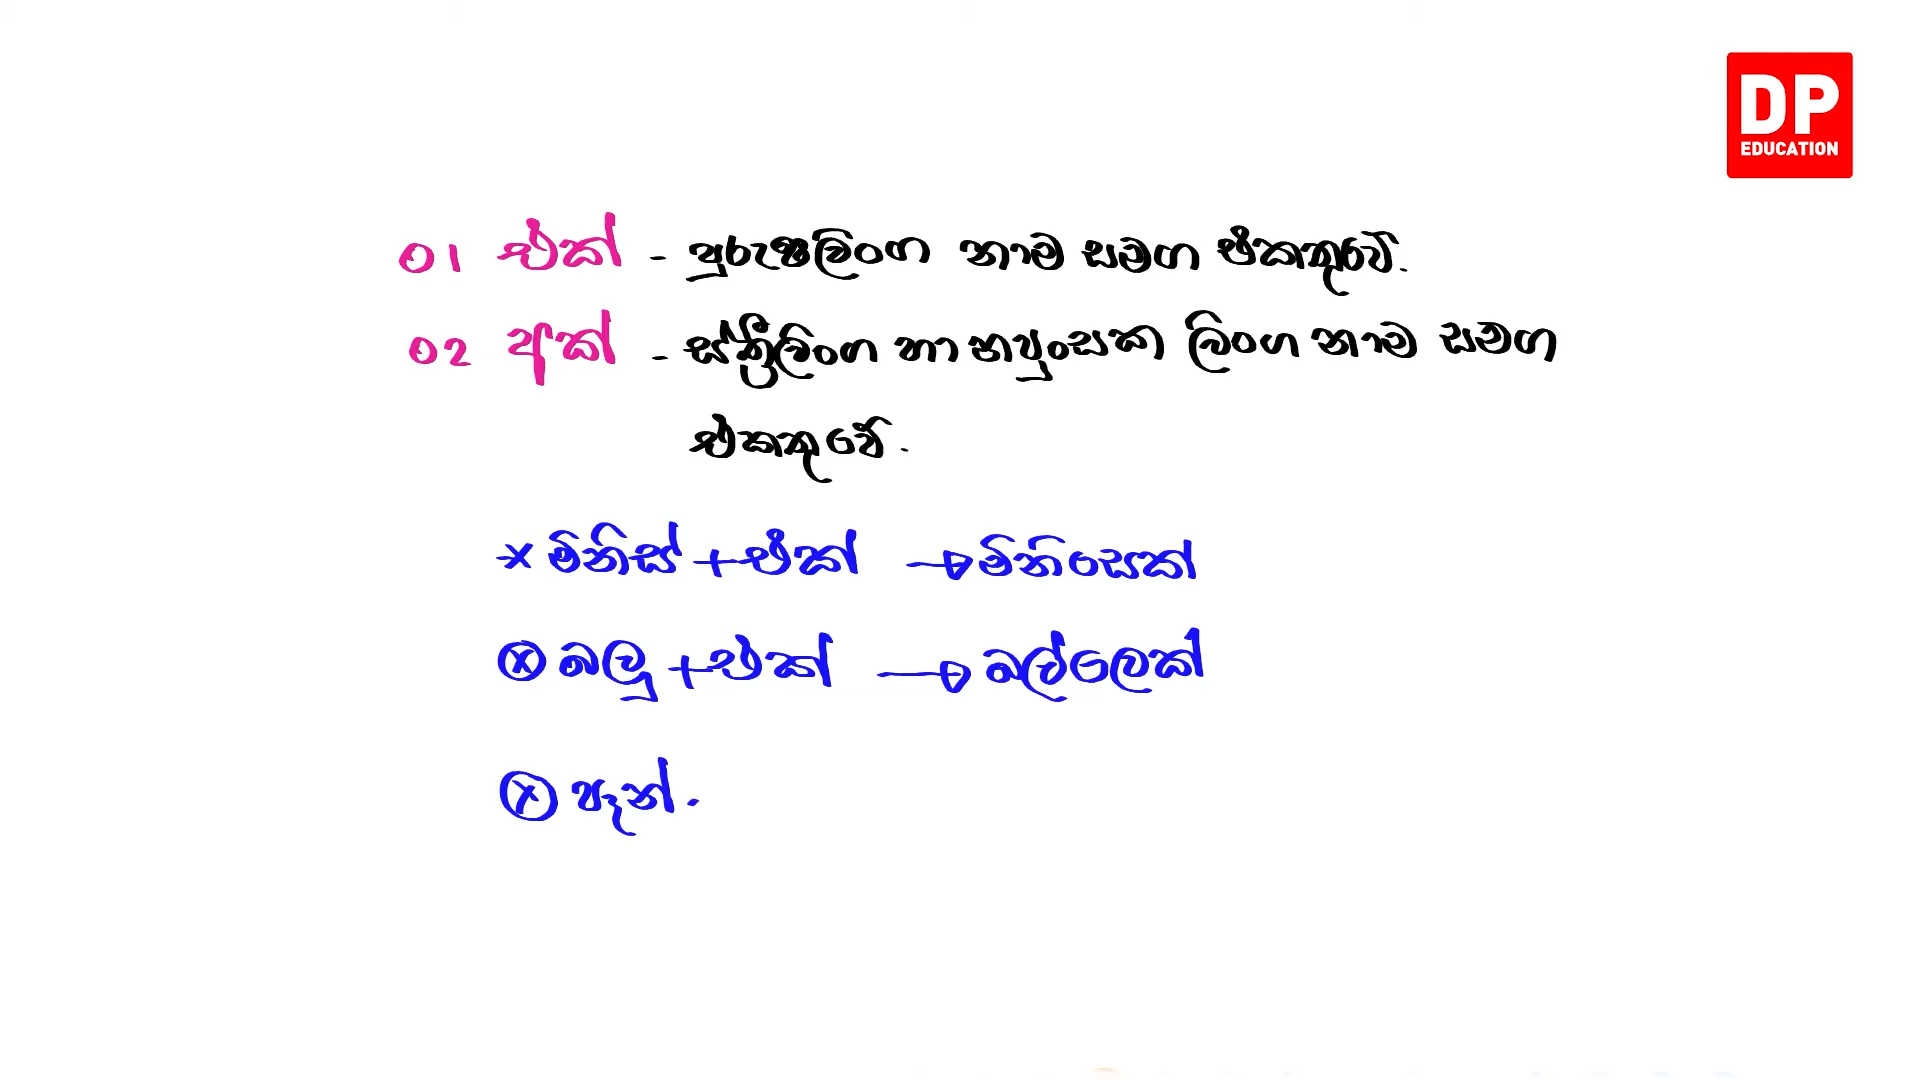 DP
EDUCATION
01 එක් - පුරුෂලිංග නාම සමග එකතුවේ.
02 අක් - ස්ත්‍රීලිංග හා නපුංසක ලිංග නාම සමග
එකතුවේ.
× මිනිස් + එක් → මිනිසෙක්
× බලු + එක් → බල්ලෙක්
× පෑන්.